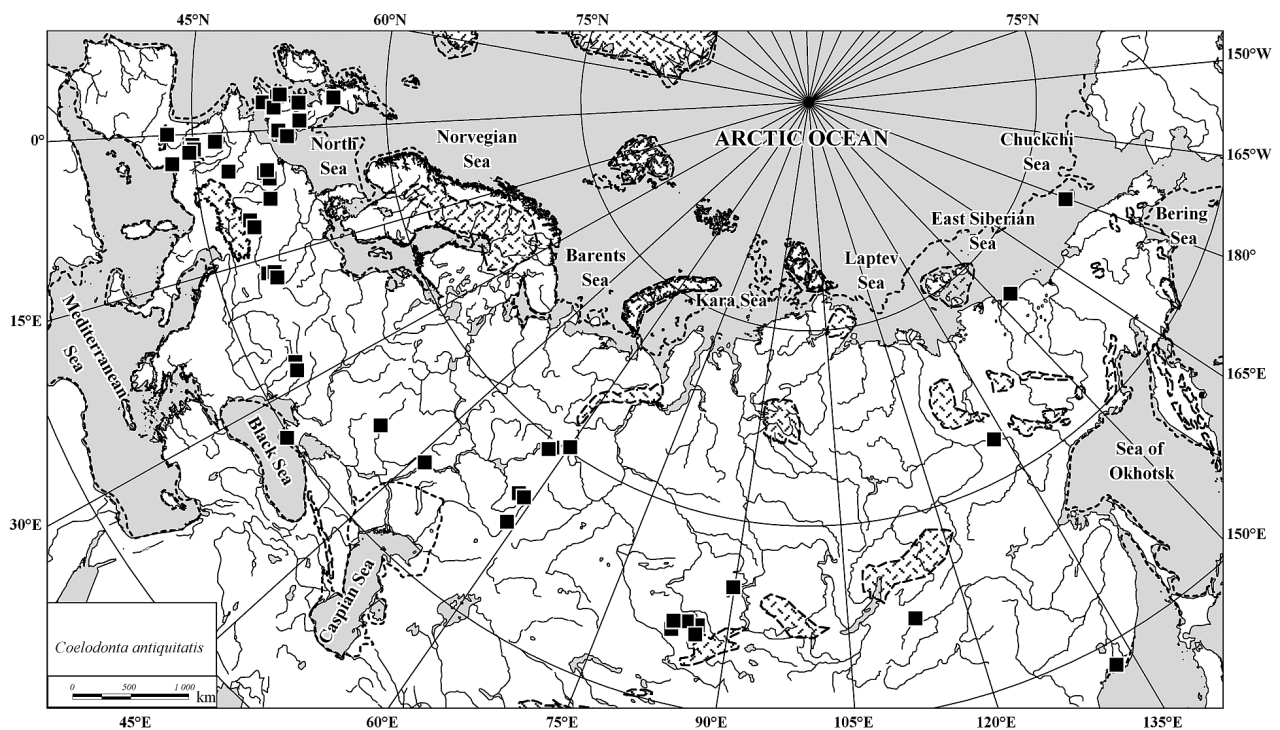 45°N
60°N
75°N
75°N
150°W
0°
North
Sea
Norvegian
Sea
ARCTIC OCEAN
Chuckchi
Sea
165°W
East Siberian
Sea
Bering
Sea
Barents
Sea
Laptev
Sea
180°
Kara Sea
15°E
Mediterranean
Sea
165°E
Black Sea
Sea of
Okhotsk
30°E
150°E
Caspian Sea
Coelodonta antiquitatis
0 500 1 000
km
45°E
60°E
75°E
90°E
105°E
120°E
135°E